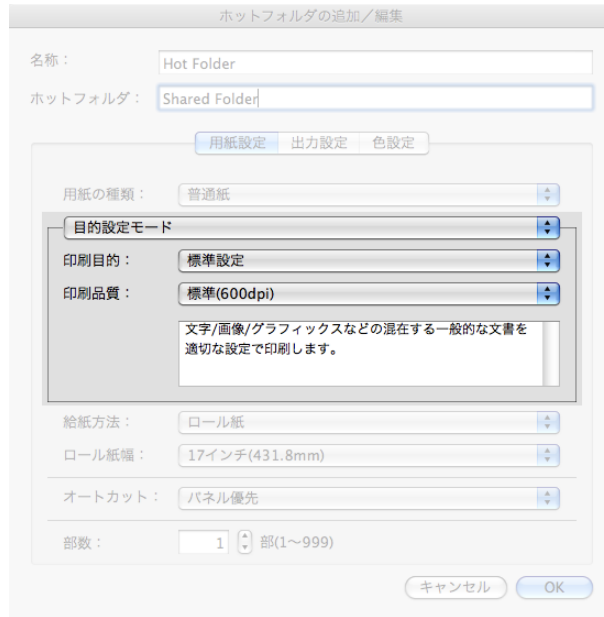 ホットフォルダの追加／編集
名称： Hot Folder
ホットフォルダ： Shared Folder
用紙設定 出力設定 色設定
用紙の種類： 普通紙
目的設定モード
印刷目的： 標準設定
印刷品質： 標準(600dpi)
文字/画像/グラフィックスなどの混在する一般的な文書を
適切な設定で印刷します。
給紙方法： ロール紙
ロール紙幅： 17インチ(431.8mm)
オートカット： パネル優先
部数： 1 部(1〜999)
キャンセル OK